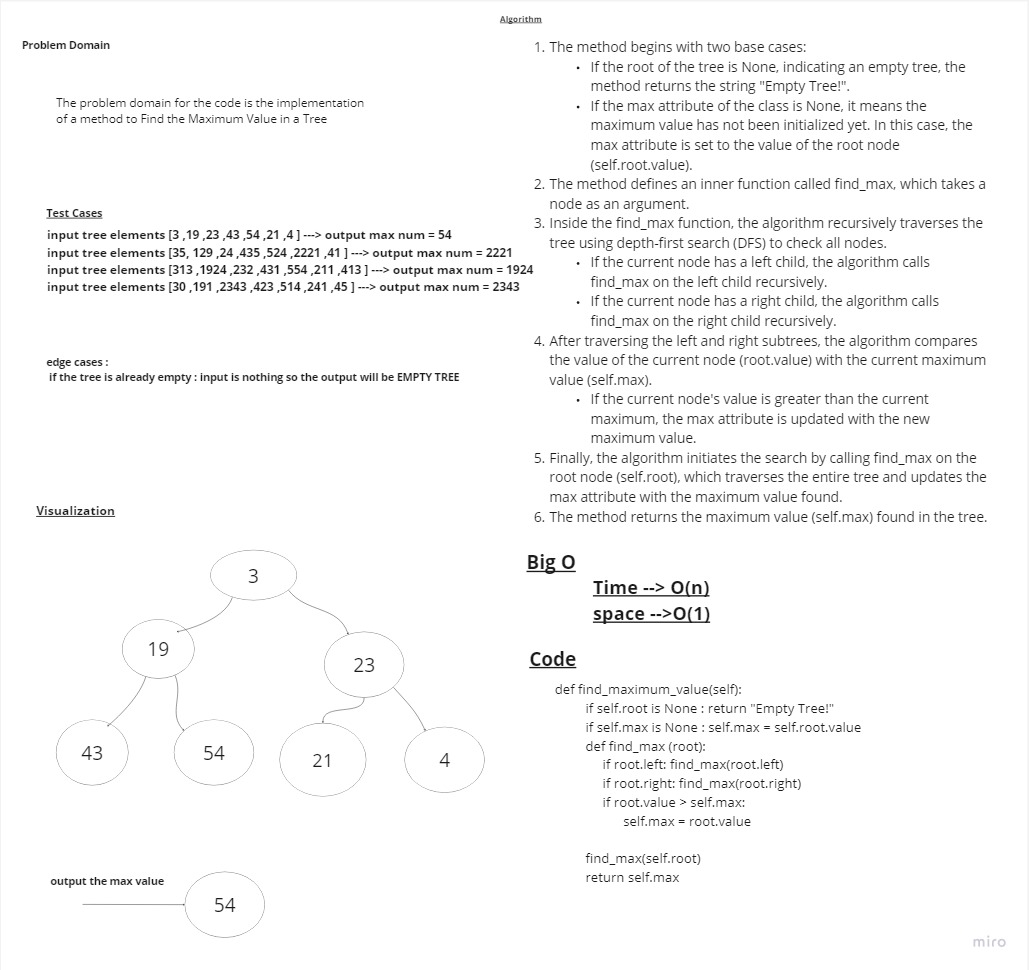 Algorithm
Problem Domain
The problem domain for the code is the implementation
of a method to Find the Maximum Value in a Tree
Test Cases
input tree elements [3 ,19 ,23 ,43 ,54 ,21 ,4 ] ---> output max num = 54
input tree elements [35, 129 ,24 ,435 ,524 ,2221 ,41 ] ---> output max num = 2221
input tree elements [313 ,1924 ,232 ,431 ,554 ,211 ,413 ] ---> output max num = 1924
input tree elements [30 ,191 ,2343 ,423 ,514 ,241 ,45 ] ---> output max num = 2343
edge cases :
if the tree is already empty : input is nothing so the output will be EMPTY TREE
Visualization
3
19
23
43
54
21
4
output the max value
54
1. The method begins with two base cases:
• If the root of the tree is None, indicating an empty tree, the
method returns the string "Empty Tree!".
• If the max attribute of the class is None, it means the
maximum value has not been initialized yet. In this case, the
max attribute is set to the value of the root node
(self.root.value).
2. The method defines an inner function called find_max, which takes a
node as an argument.
3. Inside the find_max function, the algorithm recursively traverses the
tree using depth-first search (DFS) to check all nodes.
• If the current node has a left child, the algorithm calls
find_max on the left child recursively.
• If the current node has a right child, the algorithm calls
find_max on the right child recursively.
4. After traversing the left and right subtrees, the algorithm compares
the value of the current node (root.value) with the current maximum
value (self.max).
• If the current node's value is greater than the current
maximum, the max attribute is updated with the new
maximum value.
5. Finally, the algorithm initiates the search by calling find_max on the
root node (self.root), which traverses the entire tree and updates the
max attribute with the maximum value found.
6. The method returns the maximum value (self.max) found in the tree.
Big O
Time --> O(n)
space -->O(1)
Code
def find_maximum_value(self):
if self.root is None : return "Empty Tree!"
if self.max is None : self.max = self.root.value
def find_max (root):
if root.left: find_max(root.left)
if root.right: find_max(root.right)
if root.value > self.max:
self.max = root.value
find_max(self.root)
return self.max
miro